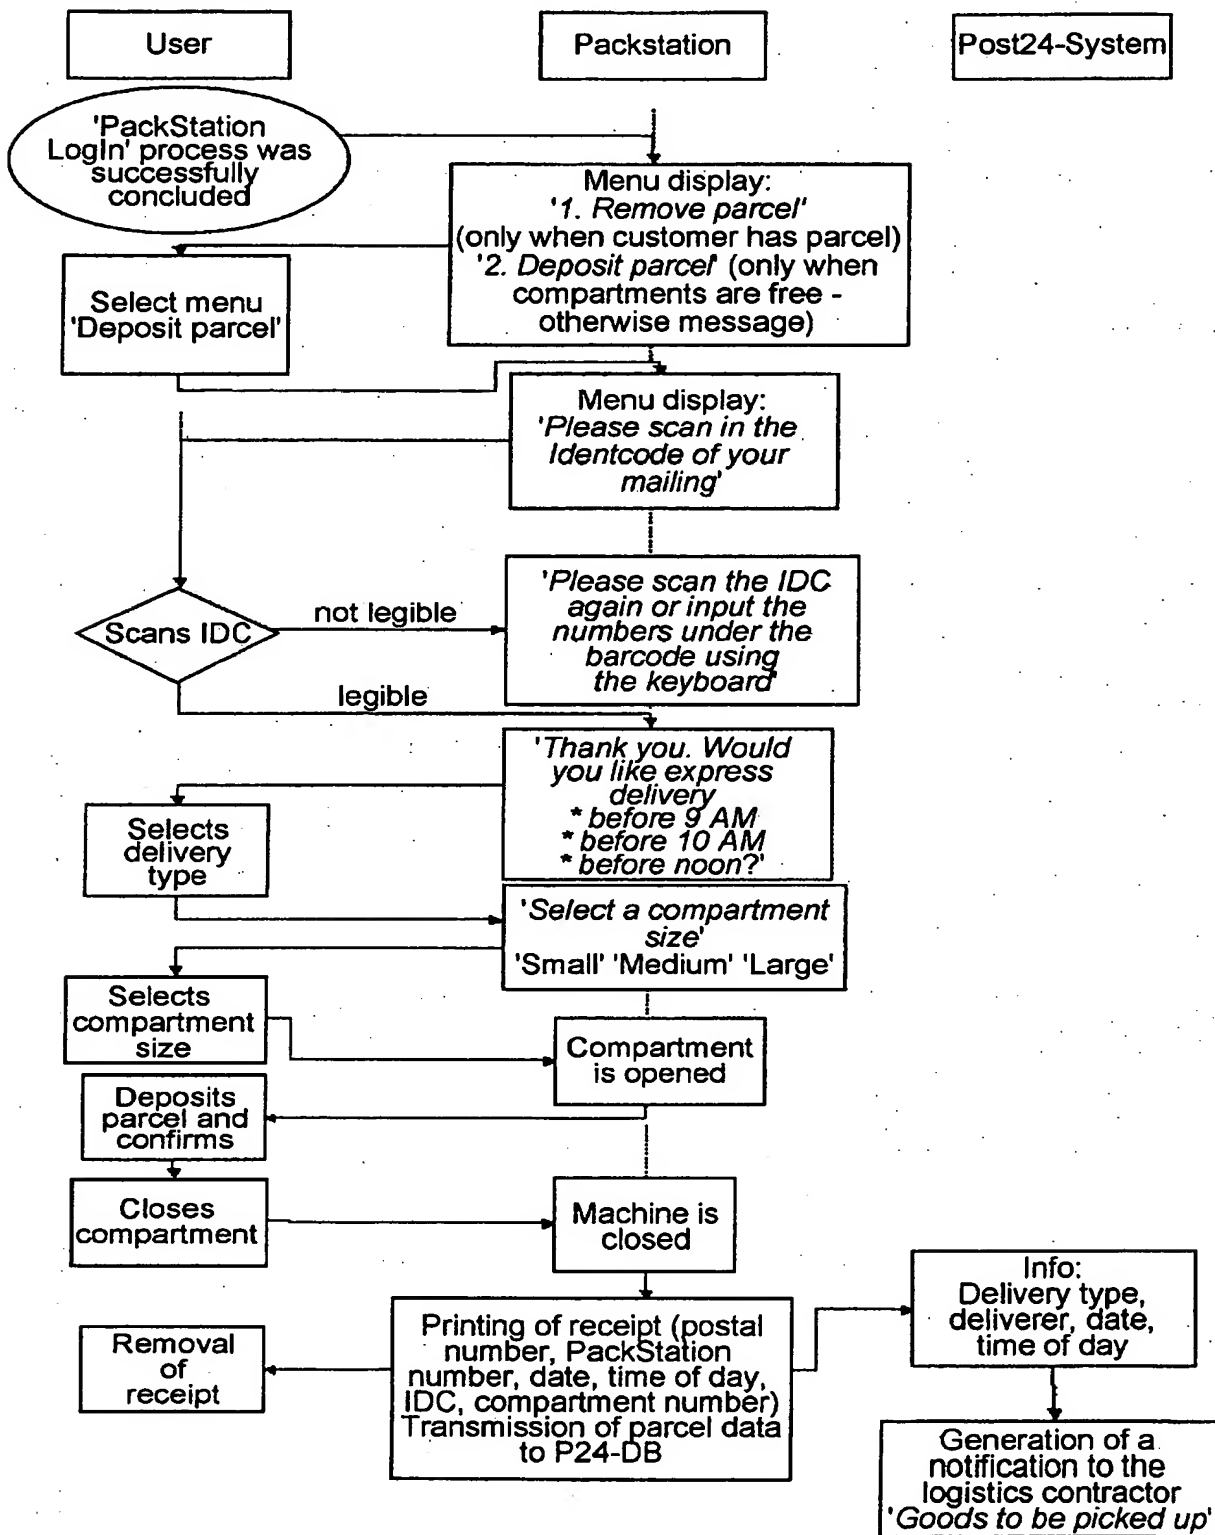 User
Packstation
Post24-System
'PackStation
LogIn' process was
successfully
concluded
Menu display:
'1. Remove parcel'
(only when customer has parcel)
'2. Deposit parcel' (only when
compartments are free -
otherwise message)
Select menu
'Deposit parcel'
Menu display:
'Please scan in the
Identcode of your
mailing'
Scans IDC
not legible
'Please scan the IDC
again or input the
numbers under the
barcode using
the keyboard'
legible
'Thank you. Would
you like express
delivery
* before 9 AM
* before 10 AM
* before noon?'
Selects
delivery
type
'Select a compartment
size'
'Small' 'Medium' 'Large'
Selects
compartment
size
Compartment
is opened
Deposits
parcel and
confirms
Closes
compartment
Machine is
closed
Printing of receipt (postal
number, PackStation
number, date, time of day,
IDC, compartment number)
Transmission of parcel data
to P24-DB
Removal
of
receipt
Info:
Delivery type,
deliverer, date,
time of day
Generation of a
notification to the
logistics contractor
'Goods to be picked up'